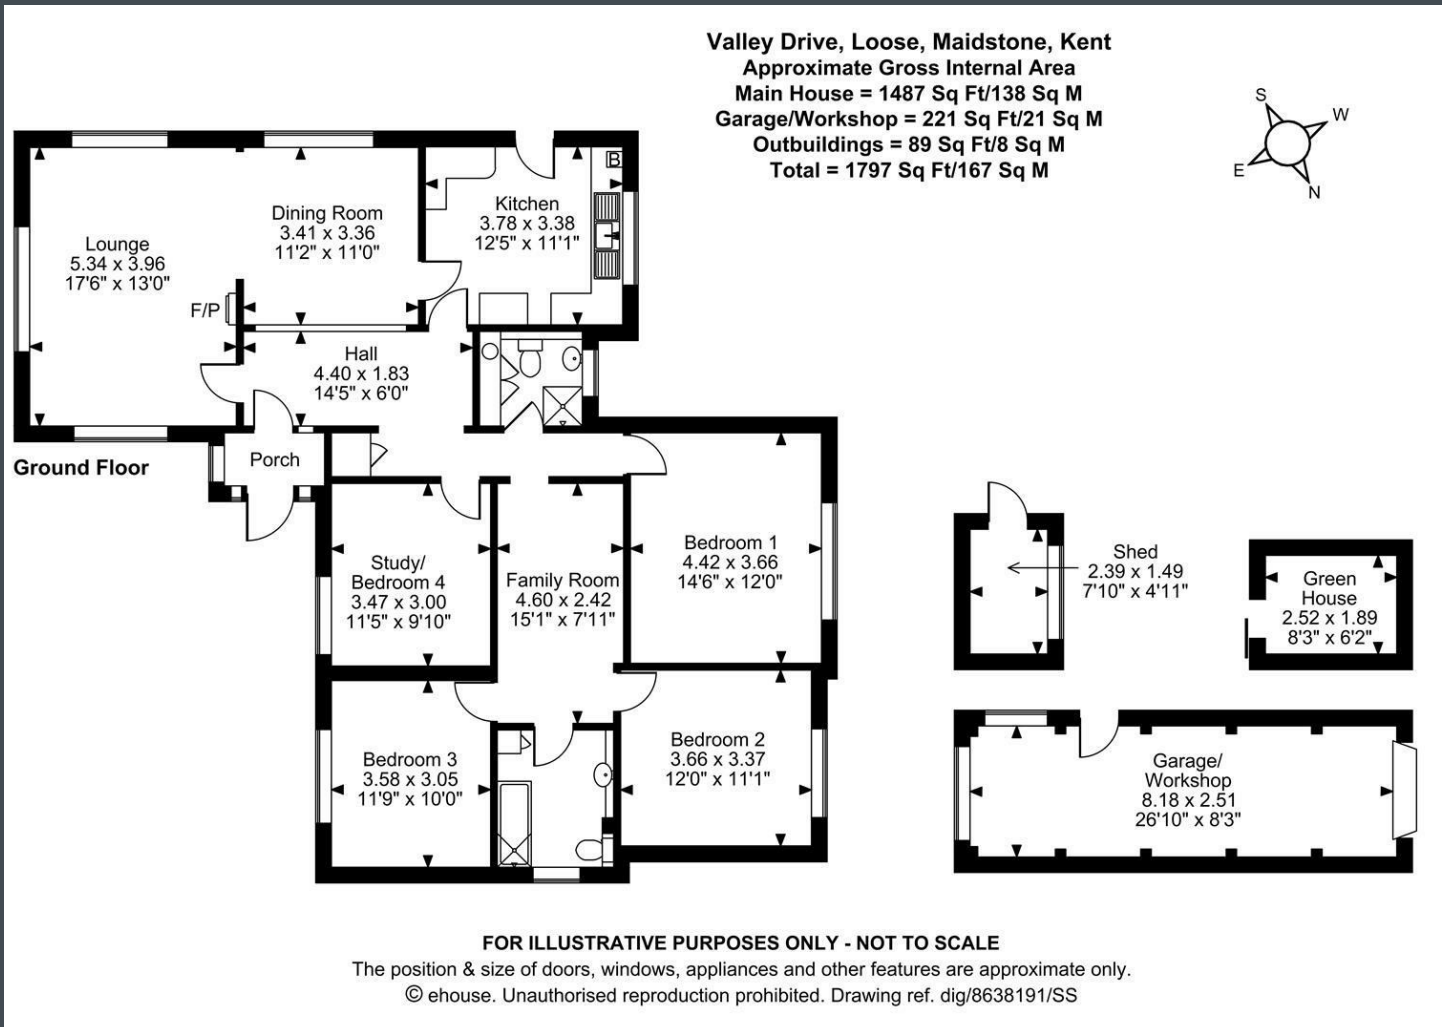 Valley Drive, Loose, Maidstone, Kent
Approximate Gross Internal Area
Main House = 1487 Sq Ft/138 Sq M
Garage/Workshop = 221 Sq Ft/21 Sq M
Outbuildings = 89 Sq Ft/8 Sq M
Total = 1797 Sq Ft/167 Sq M
S
W
E
N
B
Kitchen
3.78 x 3.38
12'5" x 11'1"
Dining Room
3.41 x 3.36
11'2" x 11'0"
Lounge
5.34 x 3.96
17'6" x 13'0"
F/P
Hall
4.40 x 1.83
14'5" x 6'0"
Ground Floor
Porch
Study/
Bedroom 4
3.47 x 3.00
11'5" x 9'10"
Family Room
4.60 x 2.42
15'1" x 7'11"
Bedroom 1
4.42 x 3.66
14'6" x 12'0"
Shed
2.39 x 1.49
7'10" x 4'11"
Green
House
2.52 x 1.89
8'3" x 6'2"
Bedroom 3
3.58 x 3.05
11'9" x 10'0"
Bedroom 2
3.66 x 3.37
12'0" x 11'1"
Garage/
Workshop
8.18 x 2.51
26'10" x 8'3"
FOR ILLUSTRATIVE PURPOSES ONLY - NOT TO SCALE
The position & size of doors, windows, appliances and other features are approximate only.
© ehouse. Unauthorised reproduction prohibited. Drawing ref. dig/8638191/SS